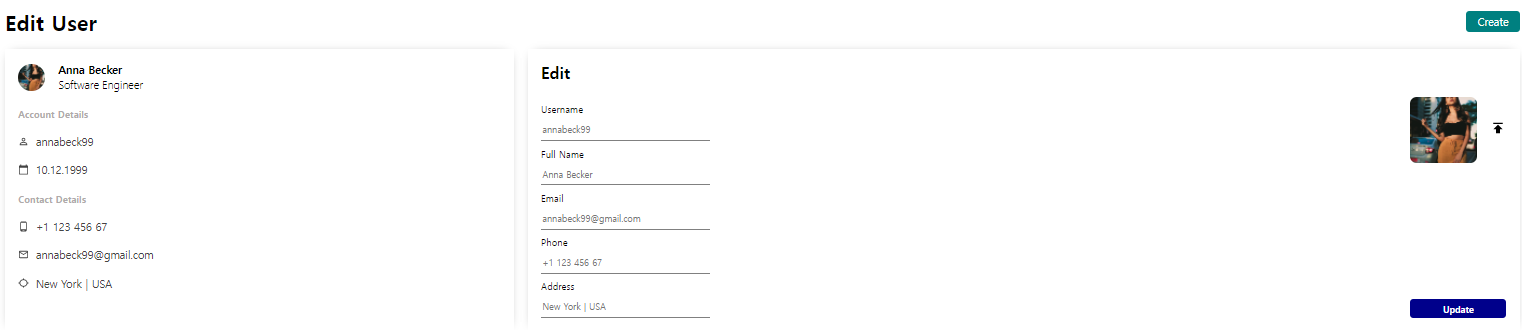 Edit User
Create
Anna Becker
Software Engineer
Account Details
annabeck99
10.12.1999
Contact Details
+1 123 456 67
annabeck99@gmail.com
New York | USA
Edit
Username
annabeck99
Full Name
Anna Becker
Email
annabeck99@gmail.com
Phone
+1 123 456 67
Address
New York | USA
Update